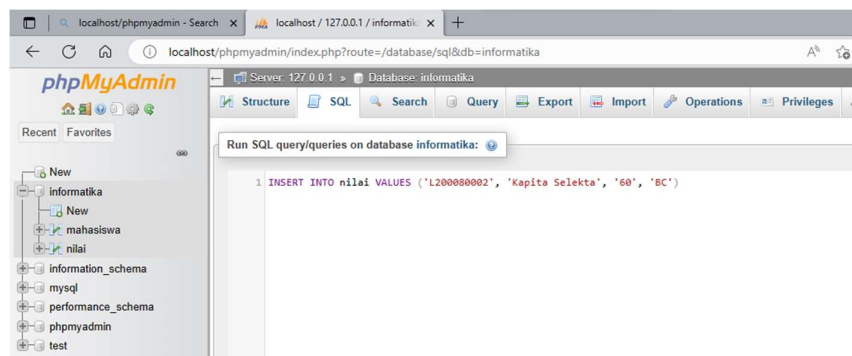 localhost/phpmyadmin - Search
localhost / 127.0.0.1 / informatik
localhost/phpmyadmin/index.php?route=/database/sql&db=informatika
phpMyAdmin
Server: 127.0.0.1 » Database: informatika
Structure SQL Search Query Export Import Operations Privileges
Recent Favorites
Run SQL query/queries on database informatika:
1 INSERT INTO nilai VALUES ('L200080002', 'Kapita Selekta', '60', 'BC')
New
informatika
New
mahasiswa
nilai
information_schema
mysql
performance_schema
phpmyadmin
test